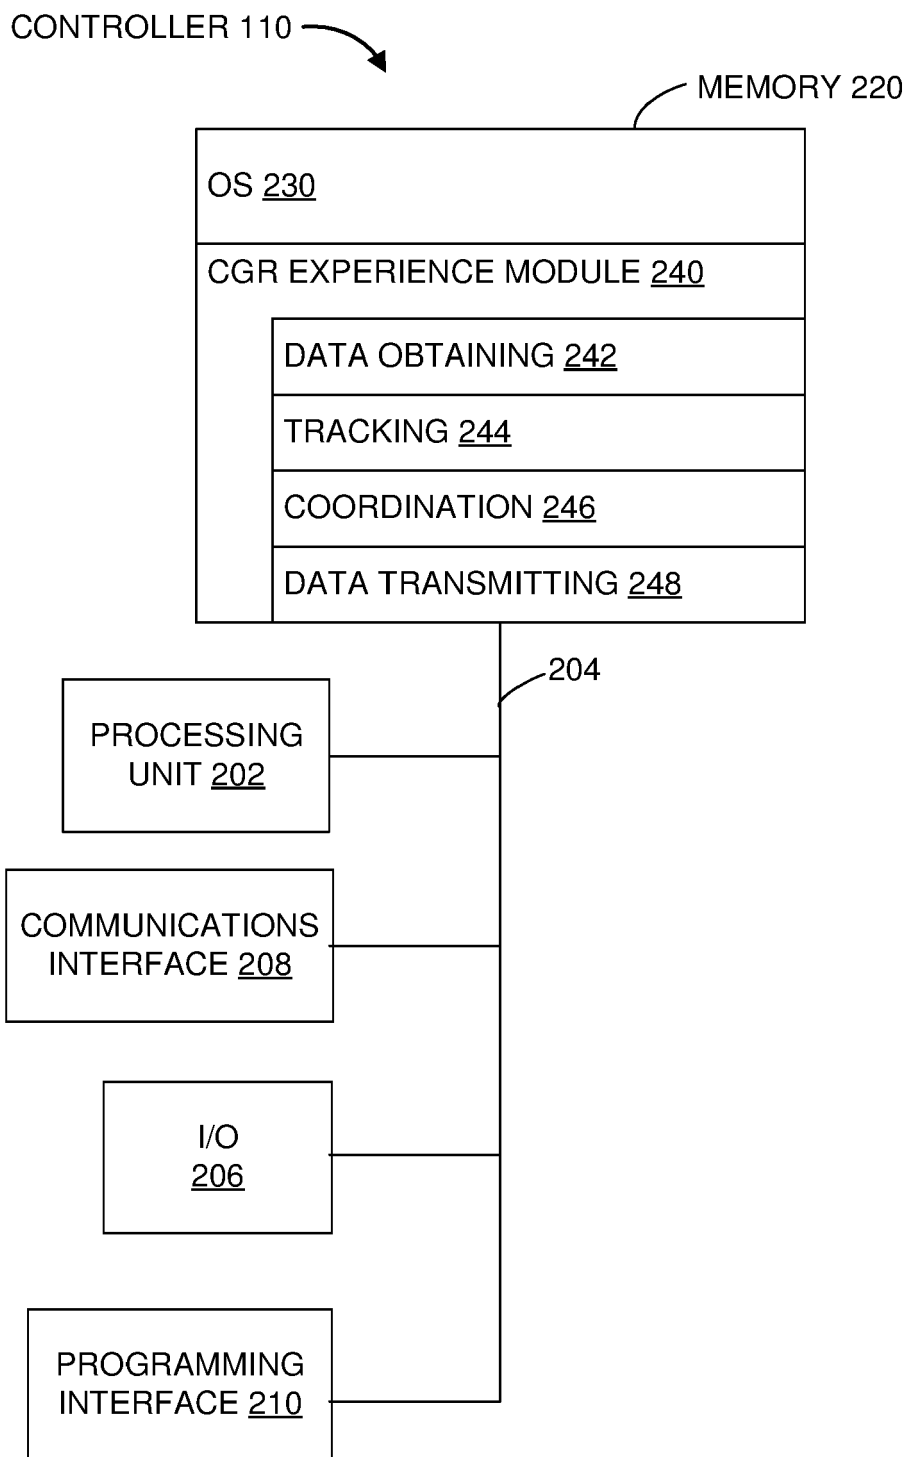 CONTROLLER 110
MEMORY 220
OS 230
CGR EXPERIENCE MODULE 240
DATA OBTAINING 242
TRACKING 244
COORDINATION 246
DATA TRANSMITTING 248
204
PROCESSING
UNIT 202
COMMUNICATIONS
INTERFACE 208
I/O
206
PROGRAMMING
INTERFACE 210